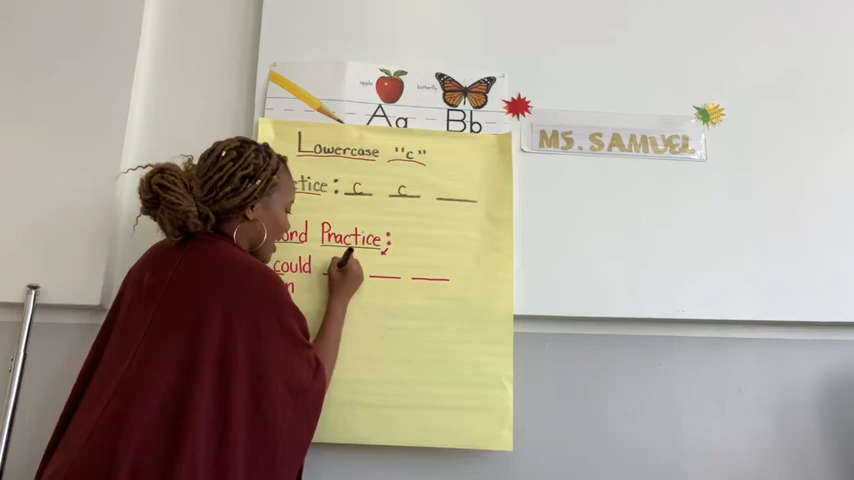 apple butterfly
Aa Bb
MS. SAMUEL
Lowercase "c"
ctice: c c
ord Practice:
could
n